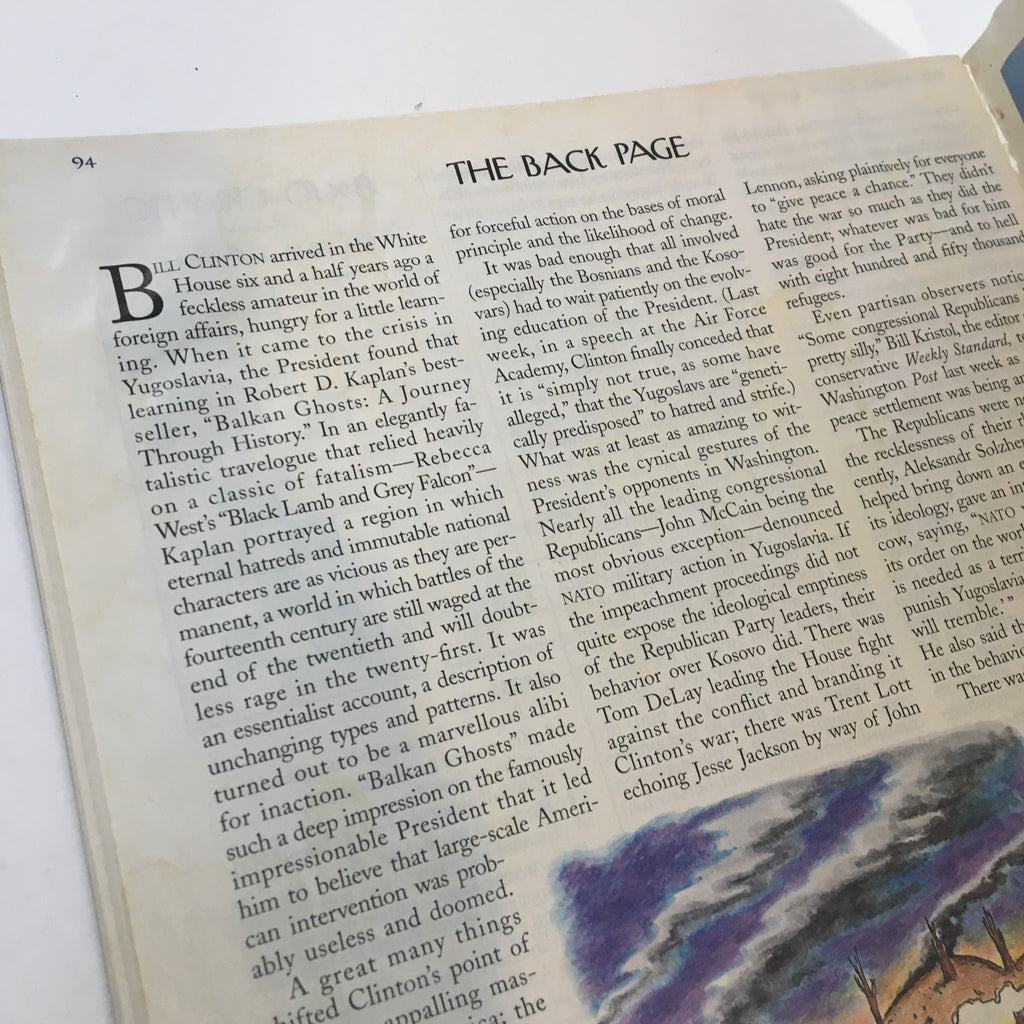 94
THE BACK PAGE
BILL CLINTON arrived in the White
House six and a half years ago a
feckless amateur in the world of
foreign affairs, hungry for a little learn-
ing. When it came to the crisis in
Yugoslavia, the President found that
learning in Robert D. Kaplan's best-
seller, “Balkan Ghosts: A Journey
Through History.” In an elegantly fa-
talistic travelogue that relied heavily
on a classic of fatalism—Rebecca
West's “Black Lamb and Grey Falcon”—
Kaplan portrayed a region in which
eternal hatreds and immutable national
characters are as vicious as they are per-
manent, a world in which battles of the
fourteenth century are still waged at the
end of the twentieth and will doubt-
less rage in the twenty-first. It was
an essentialist account, a description of
unchanging types and patterns. It also
turned out to be a marvellous alibi
for inaction. “Balkan Ghosts” made
such a deep impression on the famously
impressionable President that it led
him to believe that large-scale Ameri-
can intervention was prob-
ably useless and doomed.
A great many things
Clinton's point of
appalling mas-
the
for forceful action on the bases of moral
principle and the likelihood of change.
It was bad enough that all involved
(especially the Bosnians and the Koso-
vars) had to wait patiently on the evolv-
ing education of the President. (Last
week, in a speech at the Air Force
Academy, Clinton finally conceded that
it is “simply not true, as some have
alleged,” that the Yugoslavs are “geneti-
cally predisposed” to hatred and strife.)
What was at least as amazing to wit-
ness was the cynical gestures of the
President's opponents in Washington.
Nearly all the leading congressional
Republicans—John McCain being the
most obvious exception—denounced
NATO military action in Yugoslavia. If
the impeachment proceedings did not
quite expose the ideological emptiness
of the Republican Party leaders, their
behavior over Kosovo did. There was
Tom DeLay leading the House fight
against the conflict and branding it
Clinton's war; there was Trent Lott
echoing Jesse Jackson by way of John
Lennon, asking plaintively for everyone
to “give peace a chance.” They didn't
hate the war so much as they did the
President; whatever was bad for him
was good for the Party—and to hell
with eight hundred and fifty thousand
refugees.
Even partisan observers
“Some congressional Republicans
pretty silly,” Bill Kristol, the editor
conservative Weekly Standard,
Washington Post last week as
peace settlement was being
The Republicans were
the recklessness of their
cently, Aleksandr
helped bring down an
its ideology, gave an
cow, saying, “NATO
its order on the
is needed as a
punish Yugoslavia
will tremble.”
He also said
in the
There was